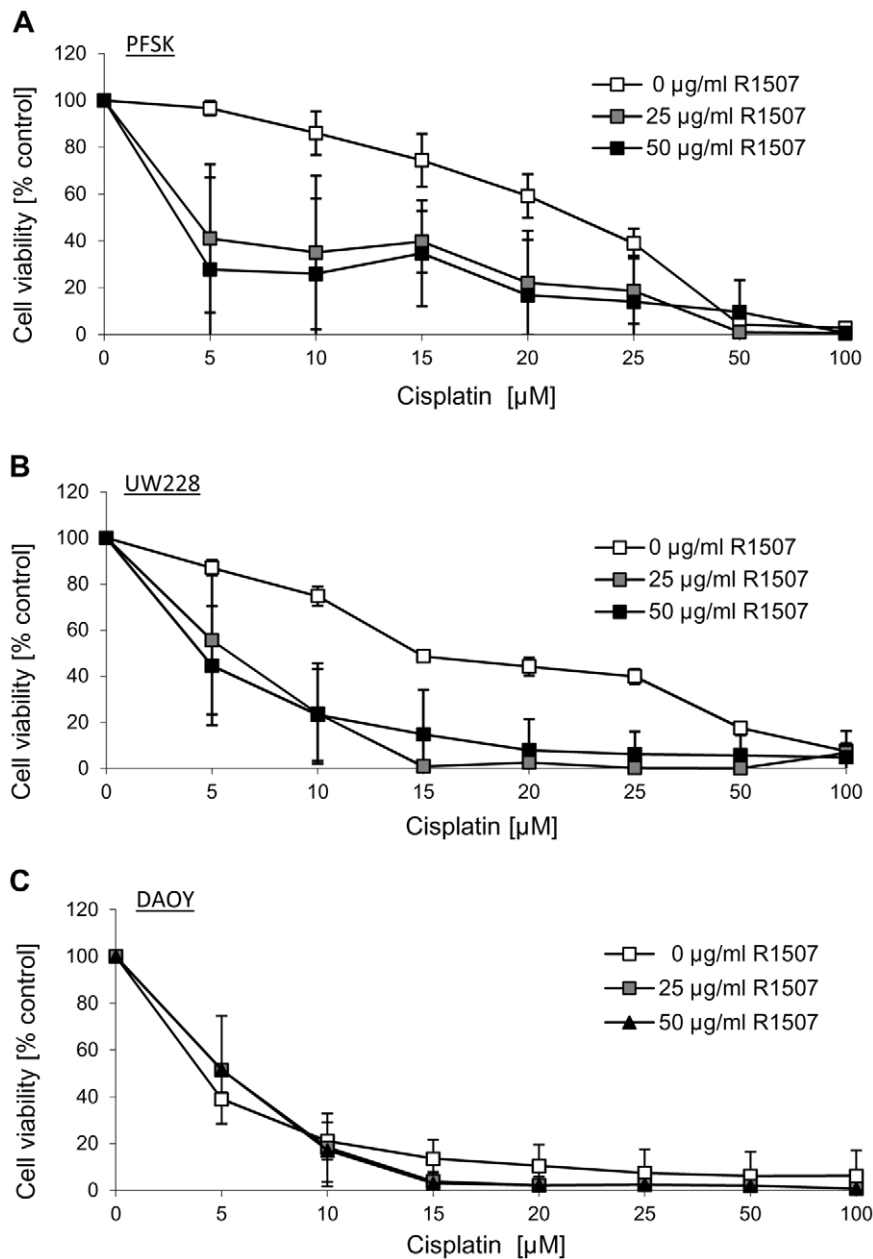 A
PFSK
120
100
80
60
40
20
0
Cell viability [% control]
0 µg/ml R1507
25 µg/ml R1507
50 µg/ml R1507
0 5 10 15 20 25 50 100
Cisplatin [µM]
B
UW228
120
100
80
60
40
20
0
Cell viability [% control]
0 µg/ml R1507
25 µg/ml R1507
50 µg/ml R1507
0 5 10 15 20 25 50 100
Cisplatin [µM]
C
DAOY
120
100
80
60
40
20
0
Cell viability [% control]
0 µg/ml R1507
25 µg/ml R1507
50 µg/ml R1507
0 5 10 15 20 25 50 100
Cisplatin [µM]